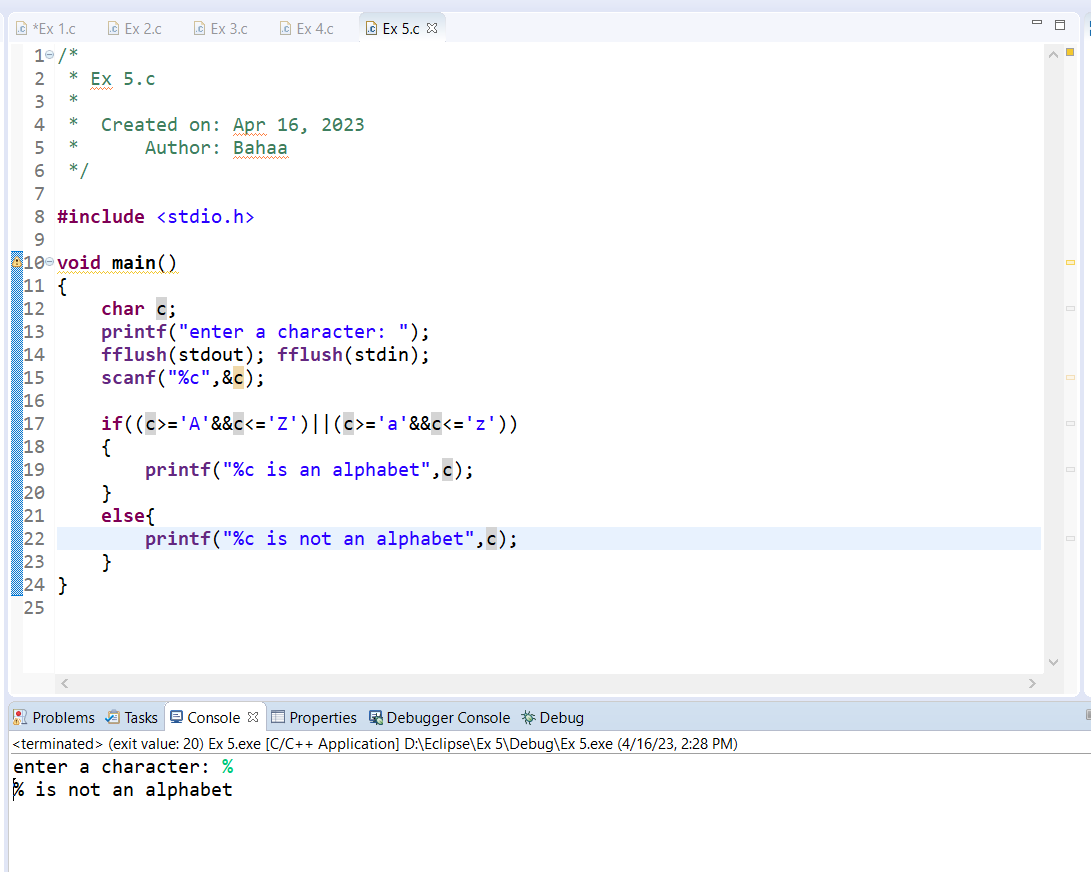 *Ex 1.c Ex 2.c Ex 3.c Ex 4.c Ex 5.c
1 /*
2 * Ex 5.c
3 *
4 * Created on: Apr 16, 2023
5 * Author: Bahaa
6 */
7
8 #include <stdio.h>
9
10 void main()
11 {
12 char c;
13 printf("enter a character: ");
14 fflush(stdout); fflush(stdin);
15 scanf("%c",&c);
16
17 if((c>='A'&&c<='Z')||(c>='a'&&c<='z'))
18 {
19 printf("%c is an alphabet",c);
20 }
21 else{
22 printf("%c is not an alphabet",c);
23 }
24 }
25
Problems Tasks Console Properties Debugger Console Debug
<terminated> (exit value: 20) Ex 5.exe [C/C++ Application] D:\Eclipse\Ex 5\Debug\Ex 5.exe (4/16/23, 2:28 PM)
enter a character: %
% is not an alphabet